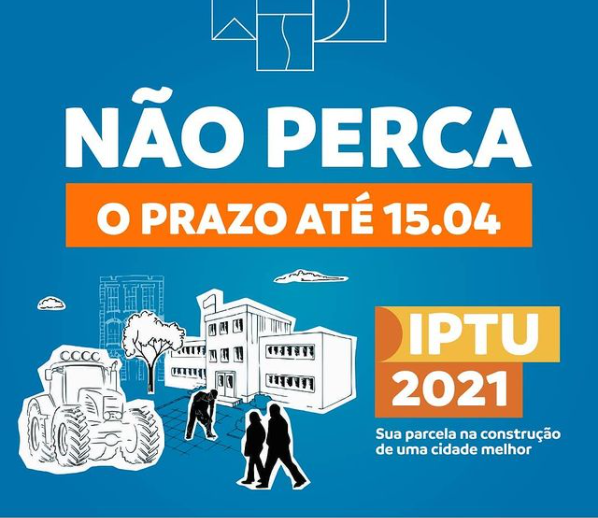 NÃO PERCA
O PRAZO ATÉ 15.04
IPTU
2021
Sua parcela na construção
de uma cidade melhor